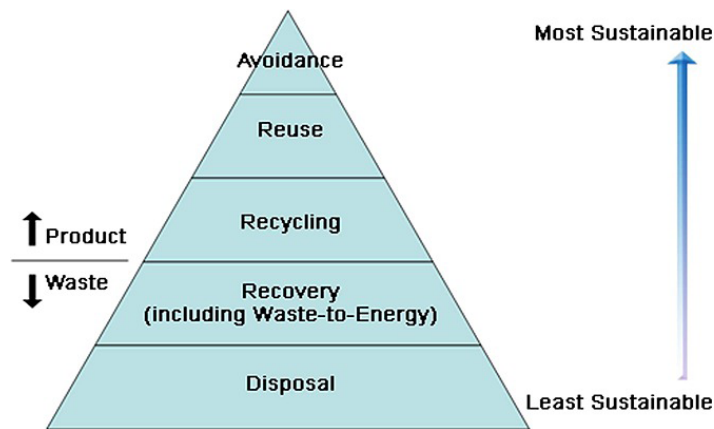 Most Sustainable
Avoidance
Reuse
Recycling
Product
Waste
Recovery
(including Waste-to-Energy)
Disposal
Least Sustainable